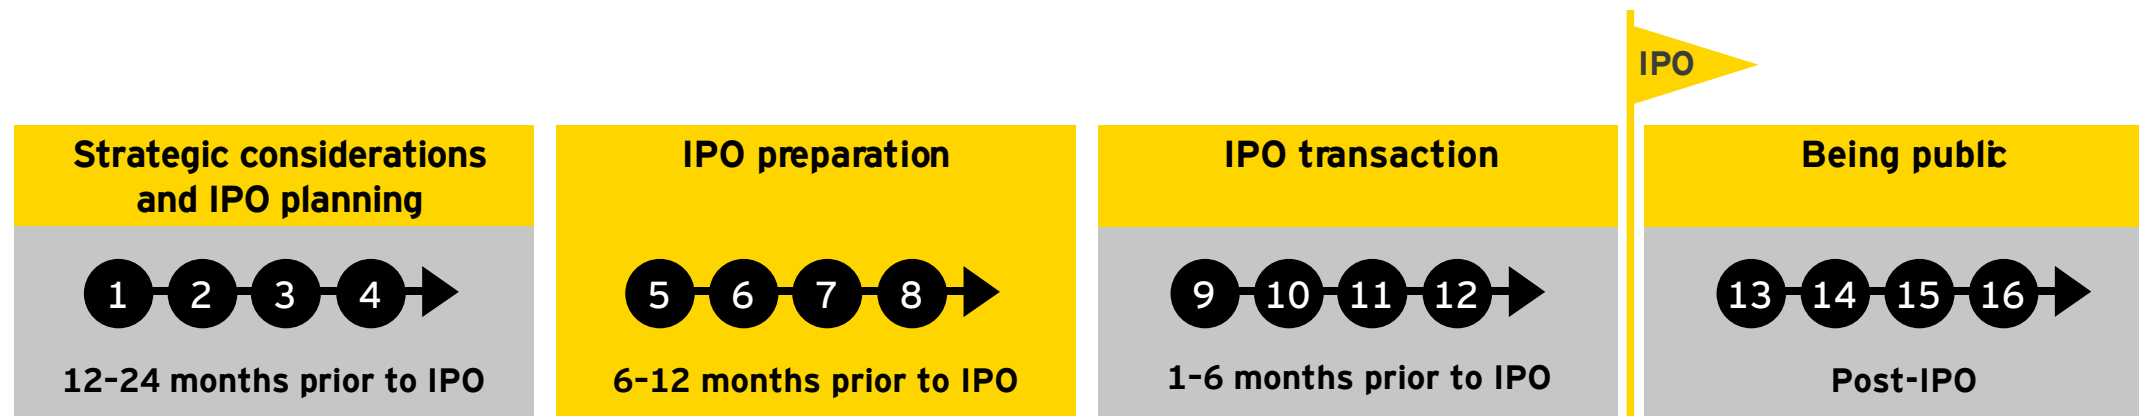 IPO
Strategic considerations
and IPO planning
1 2 3 4
12–24 months prior to IPO
IPO preparation
5 6 7 8
6–12 months prior to IPO
IPO transaction
9 10 11 12
1–6 months prior to IPO
Being public
13 14 15 16
Post-IPO